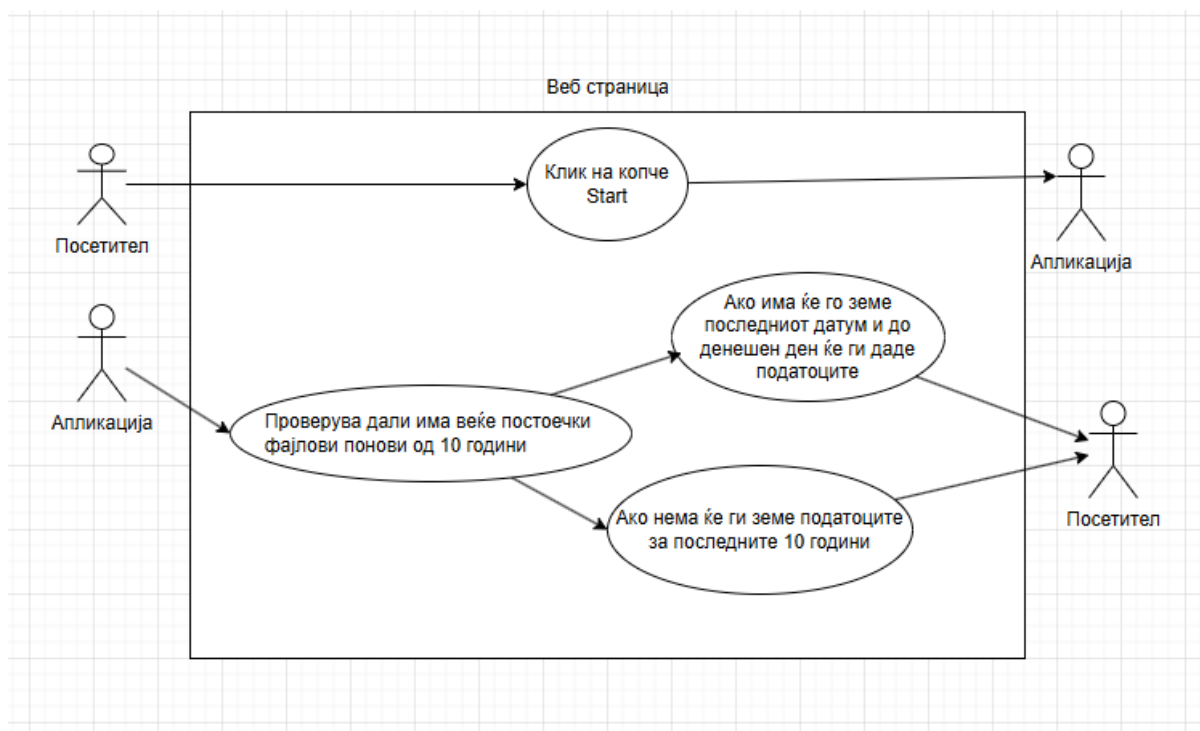 Веб страница
Клик на копче
Start
Посетител
Апликација
Ако има ќе го земе
последниот датум и до
денешен ден ќе ги даде
податоците
Апликација
Проверува дали има веќе постоечки
фајлови понови од 10 години
Ако нема ќе ги земе податоците
за последните 10 години
Посетител